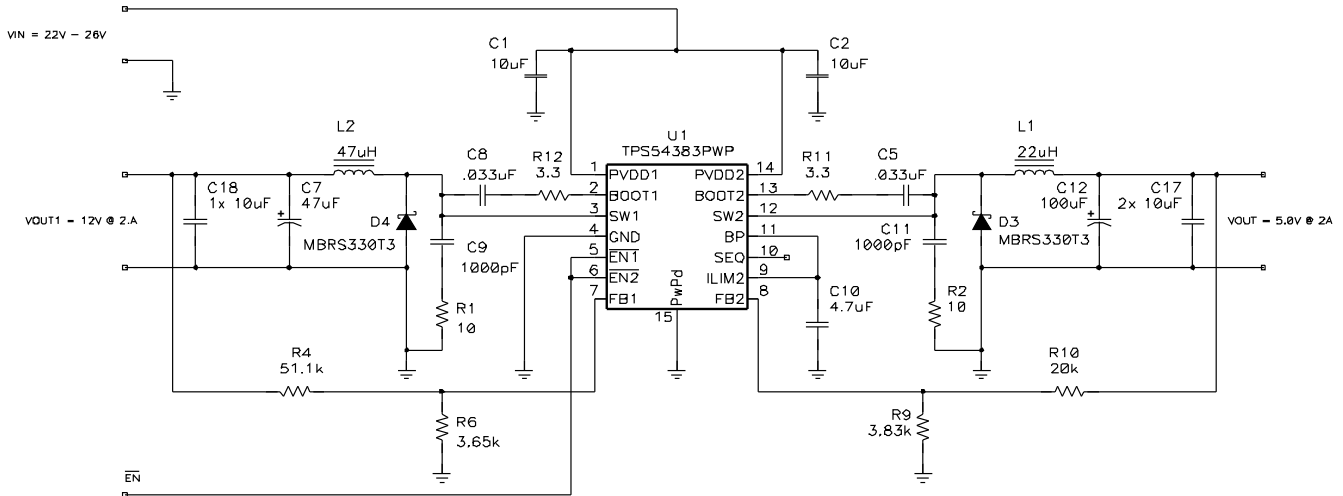 VIN = 22V - 26V
C1
10uF
C2
10uF
U1
TPS54383PWP
L2
47uH
L1
22uH
C8
.033uF
R12
3.3
R11
3.3
C5
.033uF
1 PVDD1
PVDD2 14
2 BOOT1
BOOT2 13
3 SW1
SW2 12
4 GND
BP 11
5 EN1
SEQ 10
6 EN2
ILIM2 9
7 FB1
FB2 8
PwPd
15
C18
1x 10uF
C7
47uF
+
VOUT1 = 12V @ 2.A
D4
MBRS330T3
C9
1000pF
R1
10
C11
1000pF
D3
MBRS330T3
C12
100uF
+
C17
2x 10uF
VOUT = 5.0V @ 2A
C10
4.7uF
R2
10
R4
51.1k
R10
20k
R6
3.65k
R9
3.83k
EN